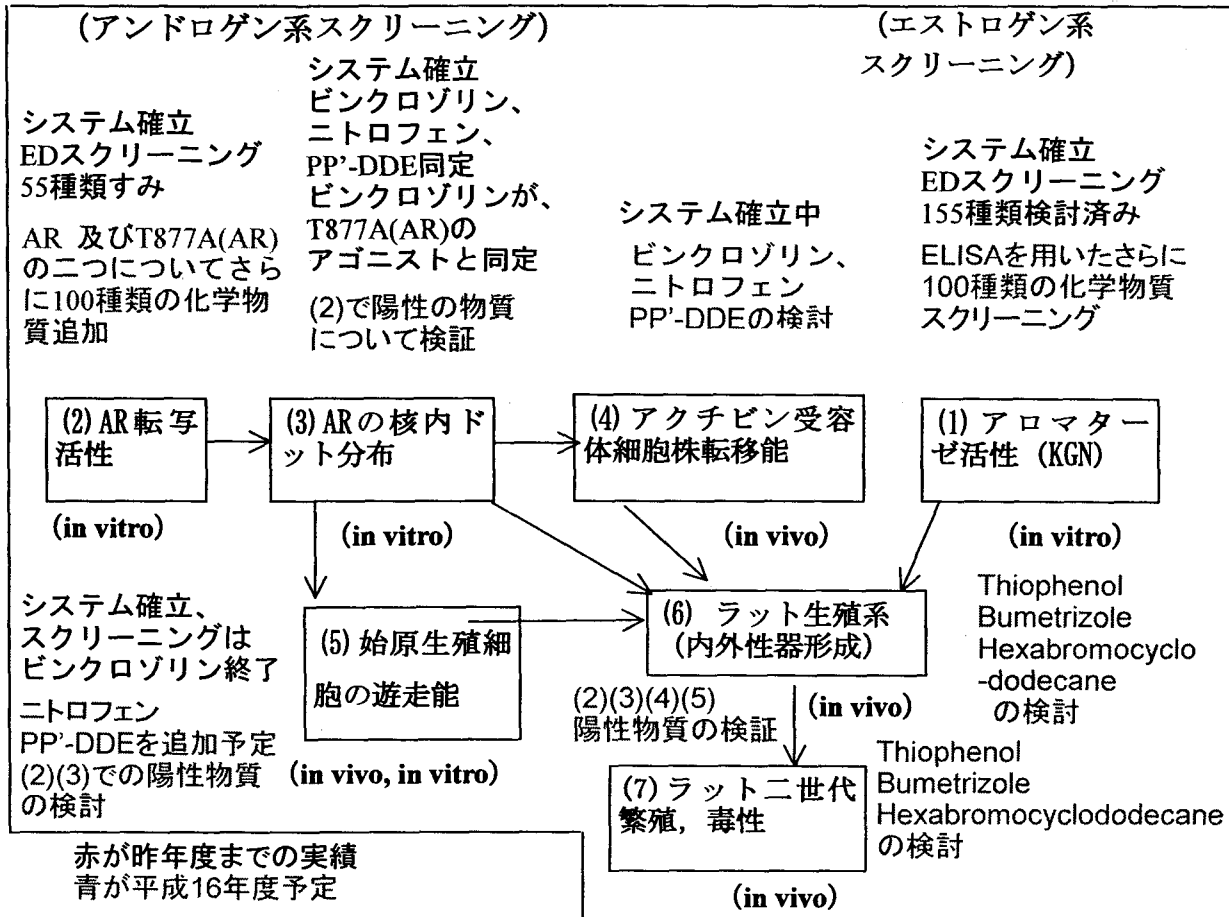 (アンドロゲン系スクリーニング)
(エストロゲン系
スクリーニング)
システム確立
EDスクリーニング
55種類すみ
AR 及びT877A(AR)
の二つについてさら
に100種類の化学物
質追加
システム確立
ビンクロゾリン、
ニトロフェン、
PP'-DDE同定
ビンクロゾリンが、
T877A(AR)の
アゴニストと同定
(2)で陽性の物質
について検証
システム確立中
ビンクロゾリン、
ニトロフェン
PP'-DDEの検討
システム確立
EDスクリーニング
155種類検討済み
ELISAを用いたさらに
100種類の化学物質
スクリーニング
(2) AR転写
活性
(in vitro)
(3) ARの核内ド
ット分布
(in vitro)
(4) アクチビン受容
体細胞株転移能
(in vivo)
(1) アロマター
ゼ活性 (KGN)
(in vitro)
システム確立、
スクリーニングは
ビンクロゾリン終了
ニトロフェン
PP'-DDEを追加予定
(2)(3)での陽性物質
の検討
(5) 始原生殖細
胞の遊走能
(in vivo, in vitro)
(6) ラット生殖系
(内外性器形成)
(in vivo)
(2)(3)(4)(5)
陽性物質の検証
Thiophenol
Bumetrizole
Hexabromocyclo
-dodecane
の検討
(7) ラット二世代
繁殖, 毒性
(in vivo)
Thiophenol
Bumetrizole
Hexabromocyclododecane
の検討
赤が昨年度までの実績
青が平成16年度予定